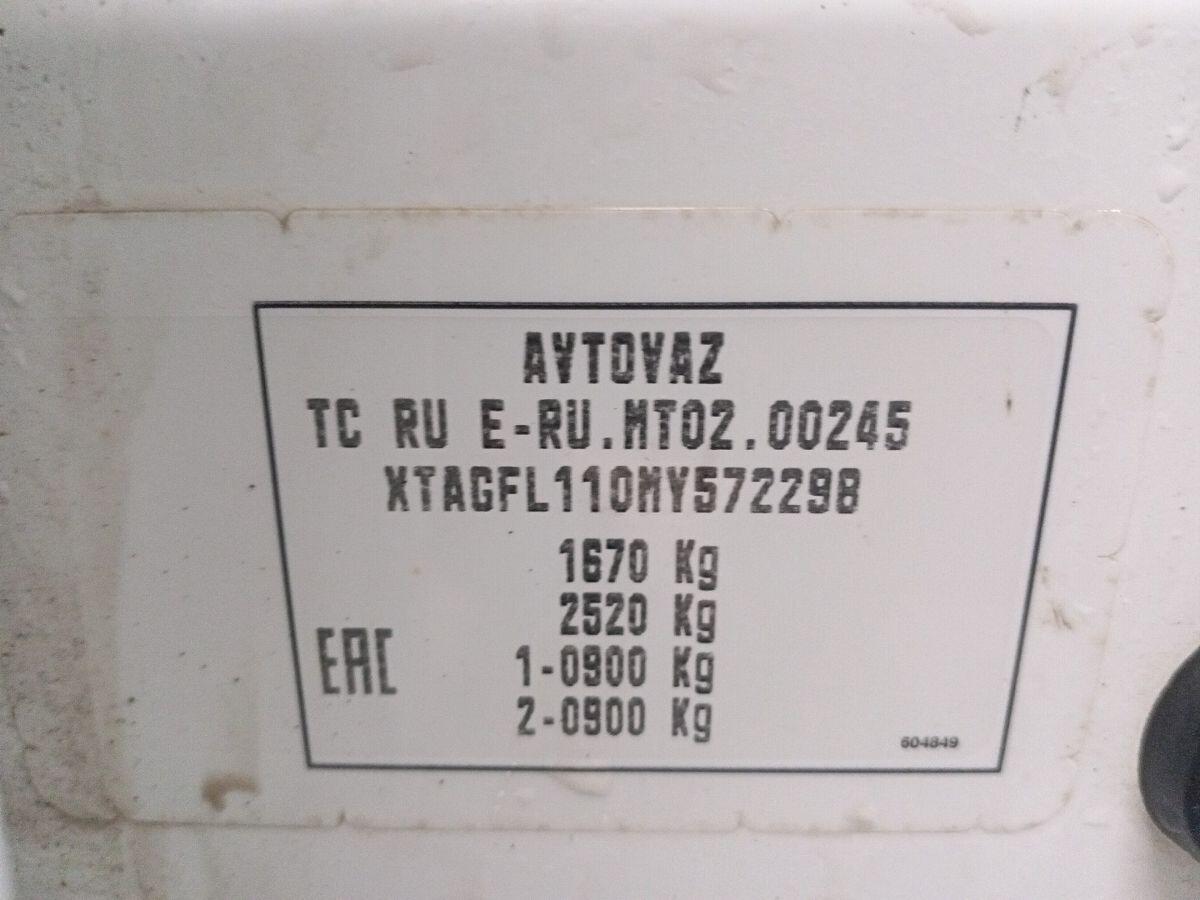 AVTOVAZ
TC RU E-RU.MT02.00245
XTAGFL110MY572298
1670 Kg
2520 Kg
1-0900 Kg
2-0900 Kg
EAC
604849